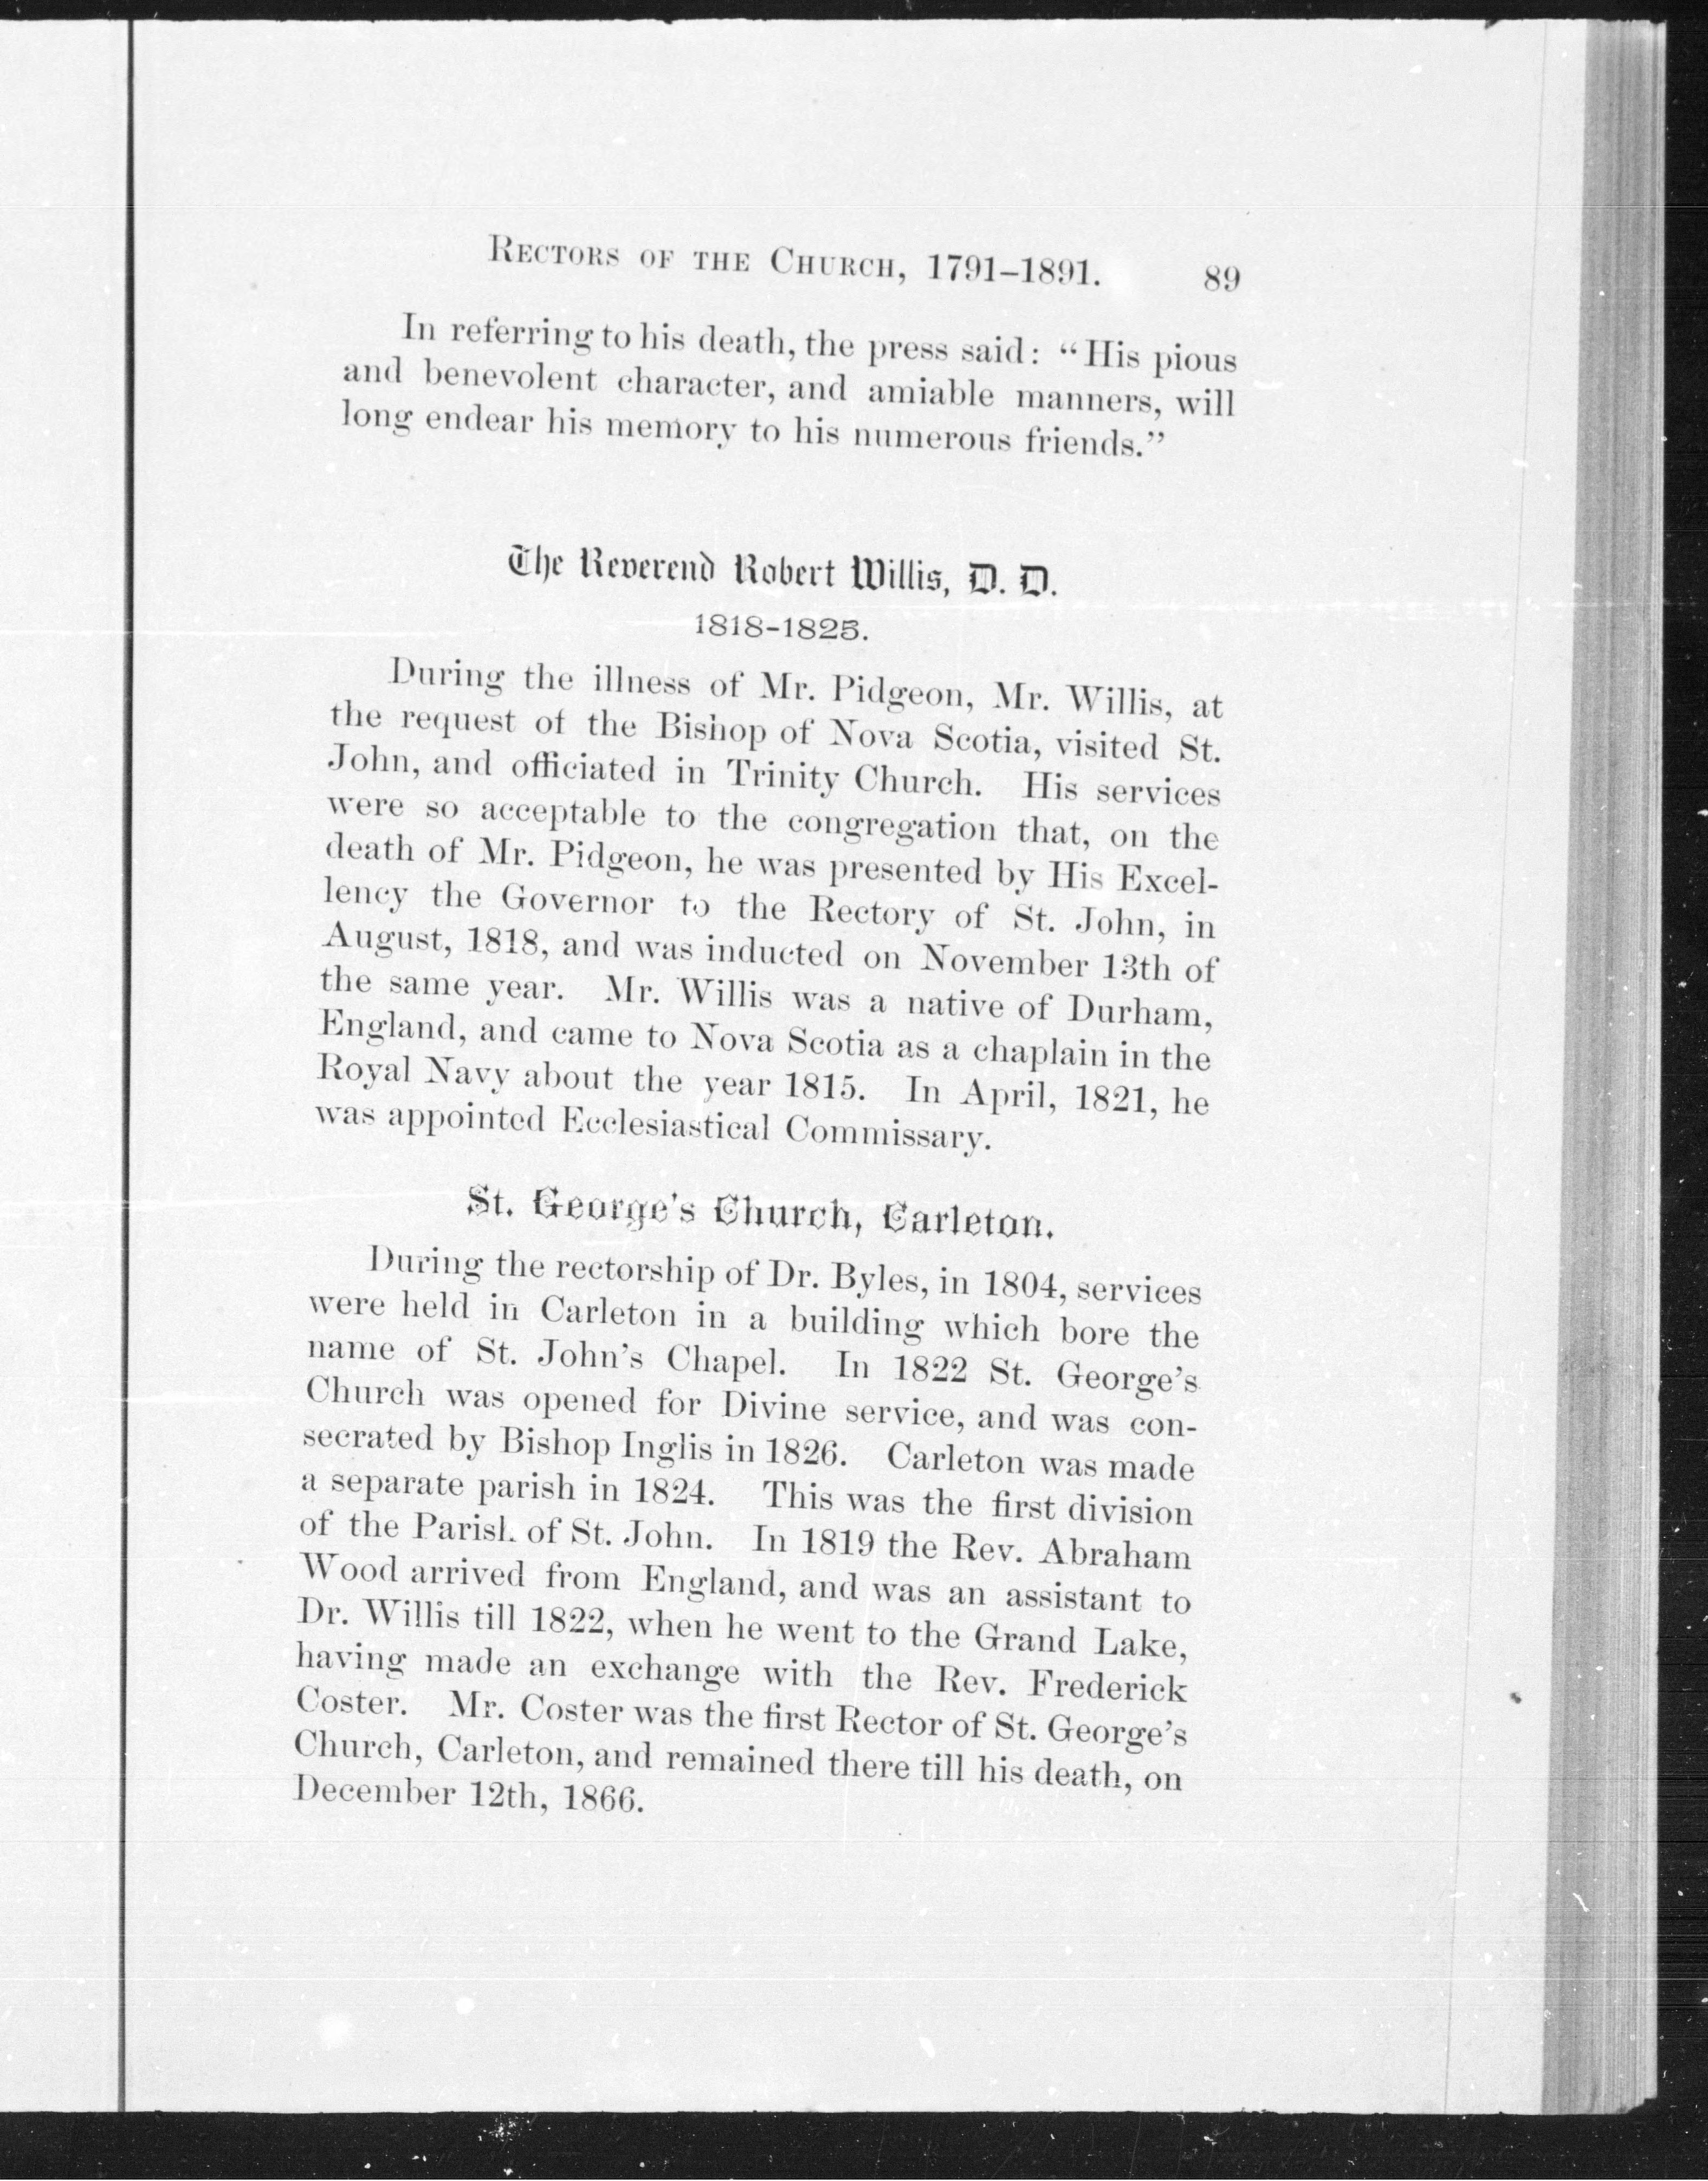 RECTORS OF THE CHURCH, 1791–1891. 89
In referring to his death, the press said: “His pious
and benevolent character, and amiable manners, will
long endear his memory to his numerous friends.”
The Reverend Robert Willis, D. D.
1818–1825.
During the illness of Mr. Pidgeon, Mr. Willis, at
the request of the Bishop of Nova Scotia, visited St.
John, and officiated in Trinity Church. His services
were so acceptable to the congregation that, on the
death of Mr. Pidgeon, he was presented by His Excel-
lency the Governor to the Rectory of St. John, in
August, 1818, and was inducted on November 13th of
the same year. Mr. Willis was a native of Durham,
England, and came to Nova Scotia as a chaplain in the
Royal Navy about the year 1815. In April, 1821, he
was appointed Ecclesiastical Commissary.
St. George’s Church, Carleton.
During the rectorship of Dr. Byles, in 1804, services
were held in Carleton in a building which bore the
name of St. John’s Chapel. In 1822 St. George’s
Church was opened for Divine service, and was con-
secrated by Bishop Inglis in 1826. Carleton was made
a separate parish in 1824. This was the first division
of the Parish of St. John. In 1819 the Rev. Abraham
Wood arrived from England, and was an assistant to
Dr. Willis till 1822, when he went to the Grand Lake,
having made an exchange with the Rev. Frederick
Coster. Mr. Coster was the first Rector of St. George’s
Church, Carleton, and remained there till his death, on
December 12th, 1866.